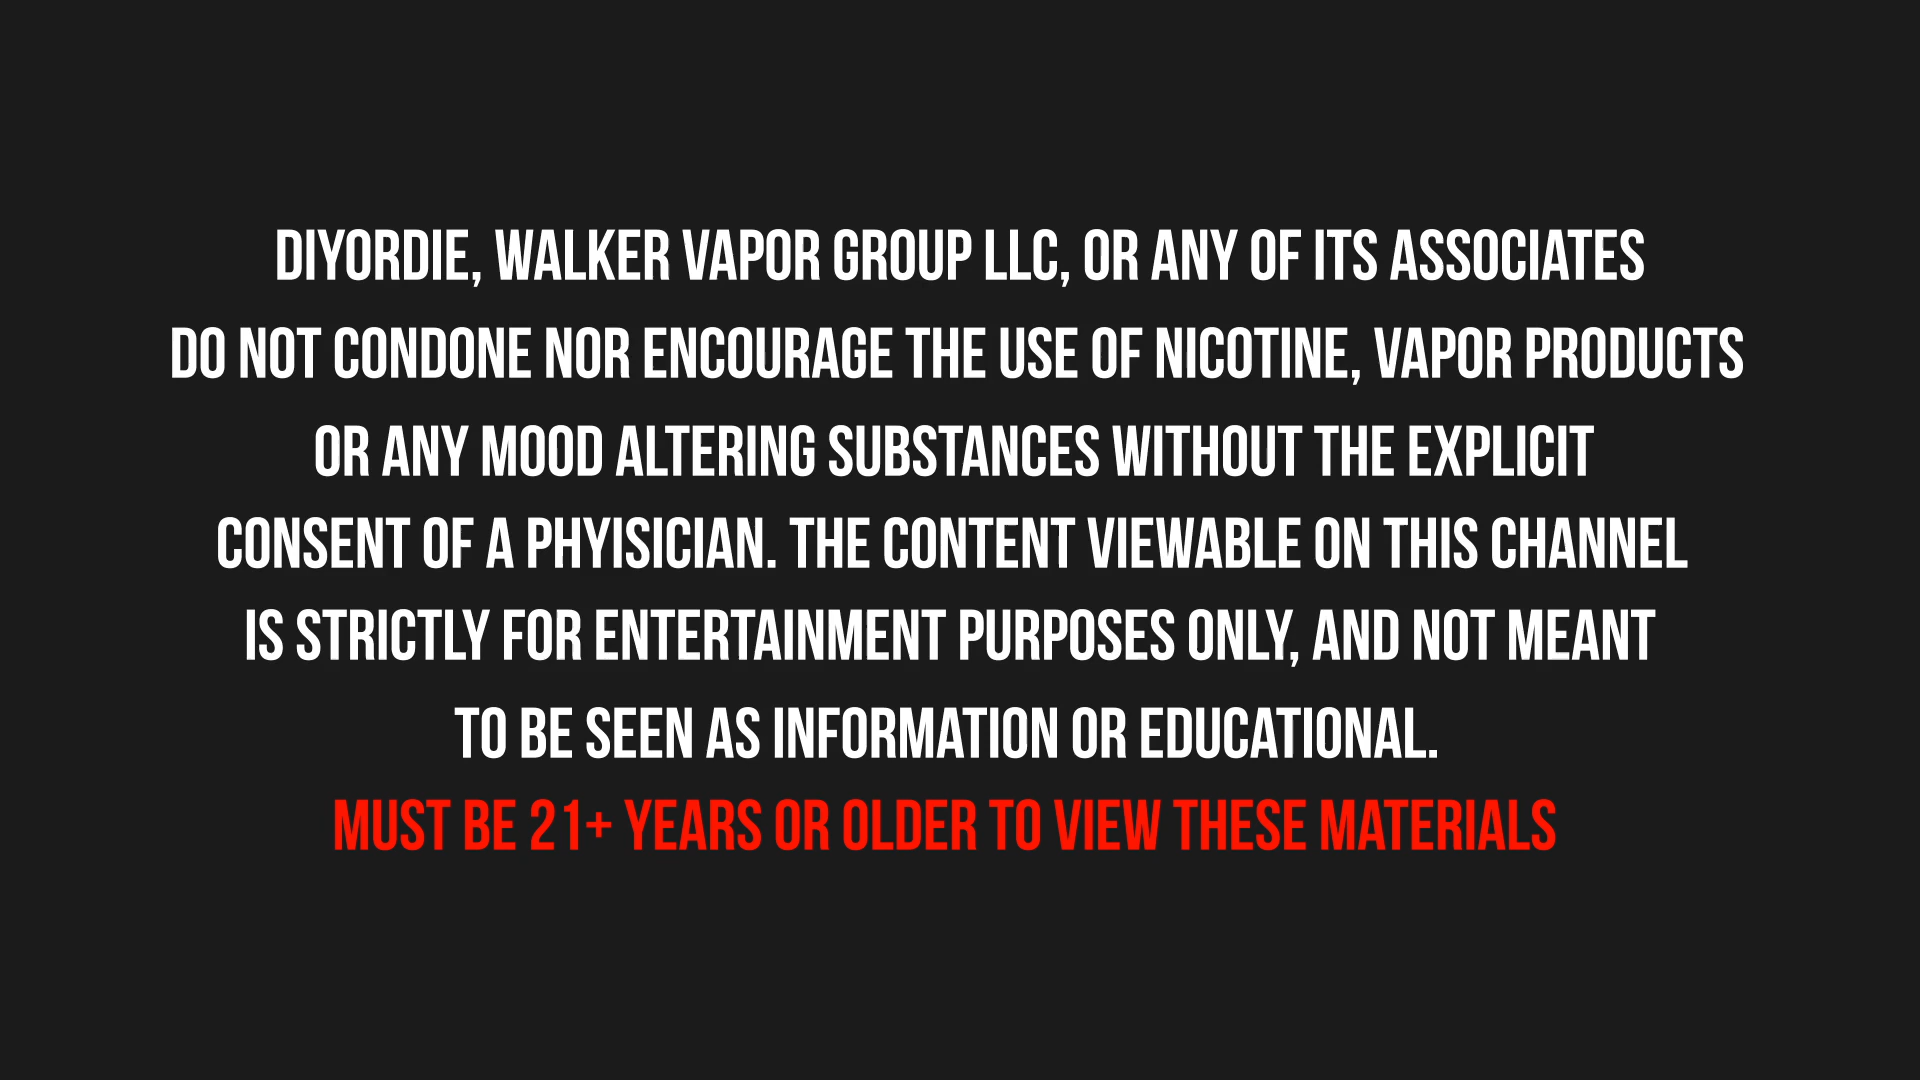 DIYORDIE, WALKER VAPOR GROUP LLC, OR ANY OF ITS ASSOCIATES
DO NOT CONDONE NOR ENCOURAGE THE USE OF NICOTINE, VAPOR PRODUCTS
OR ANY MOOD ALTERING SUBSTANCES WITHOUT THE EXPLICIT
CONSENT OF A PHYISICIAN. THE CONTENT VIEWABLE ON THIS CHANNEL
IS STRICTLY FOR ENTERTAINMENT PURPOSES ONLY, AND NOT MEANT
TO BE SEEN AS INFORMATION OR EDUCATIONAL.
MUST BE 21+ YEARS OR OLDER TO VIEW THESE MATERIALS